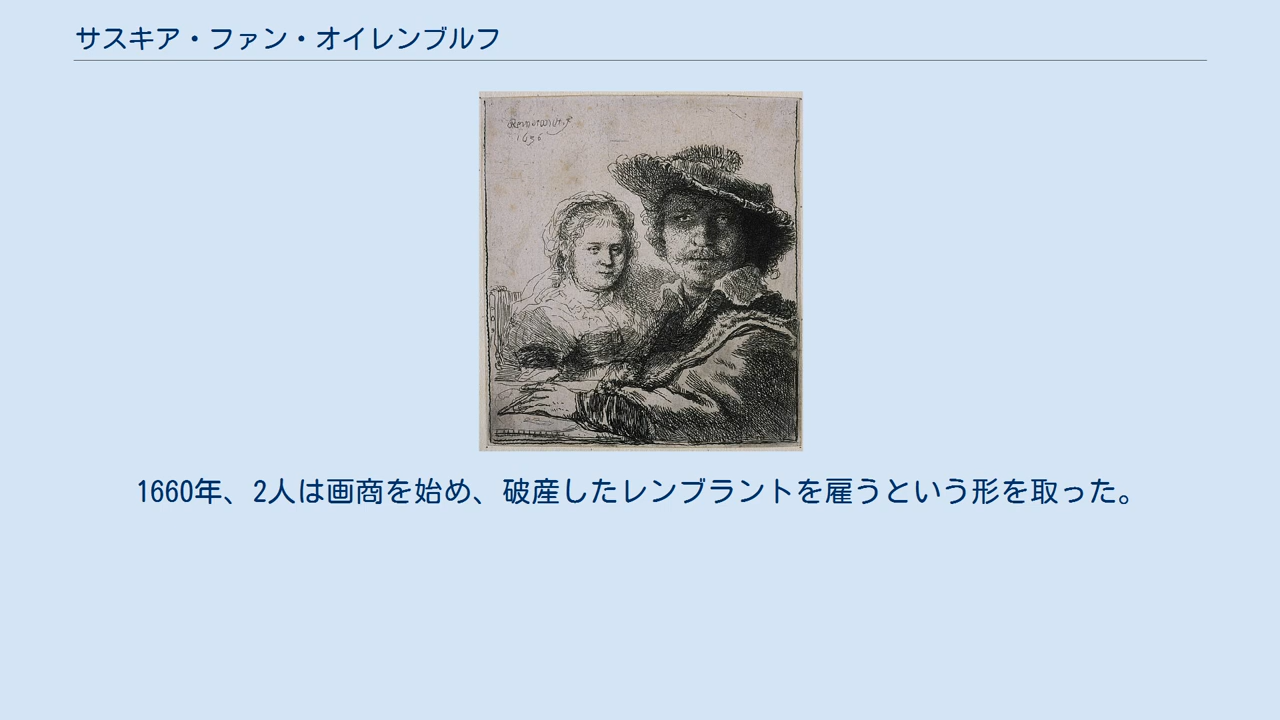 サスキア・ファン・オイレンブルフ
1636
1660年、2人は画商を始め、破産したレンブラントを雇うという形を取った。